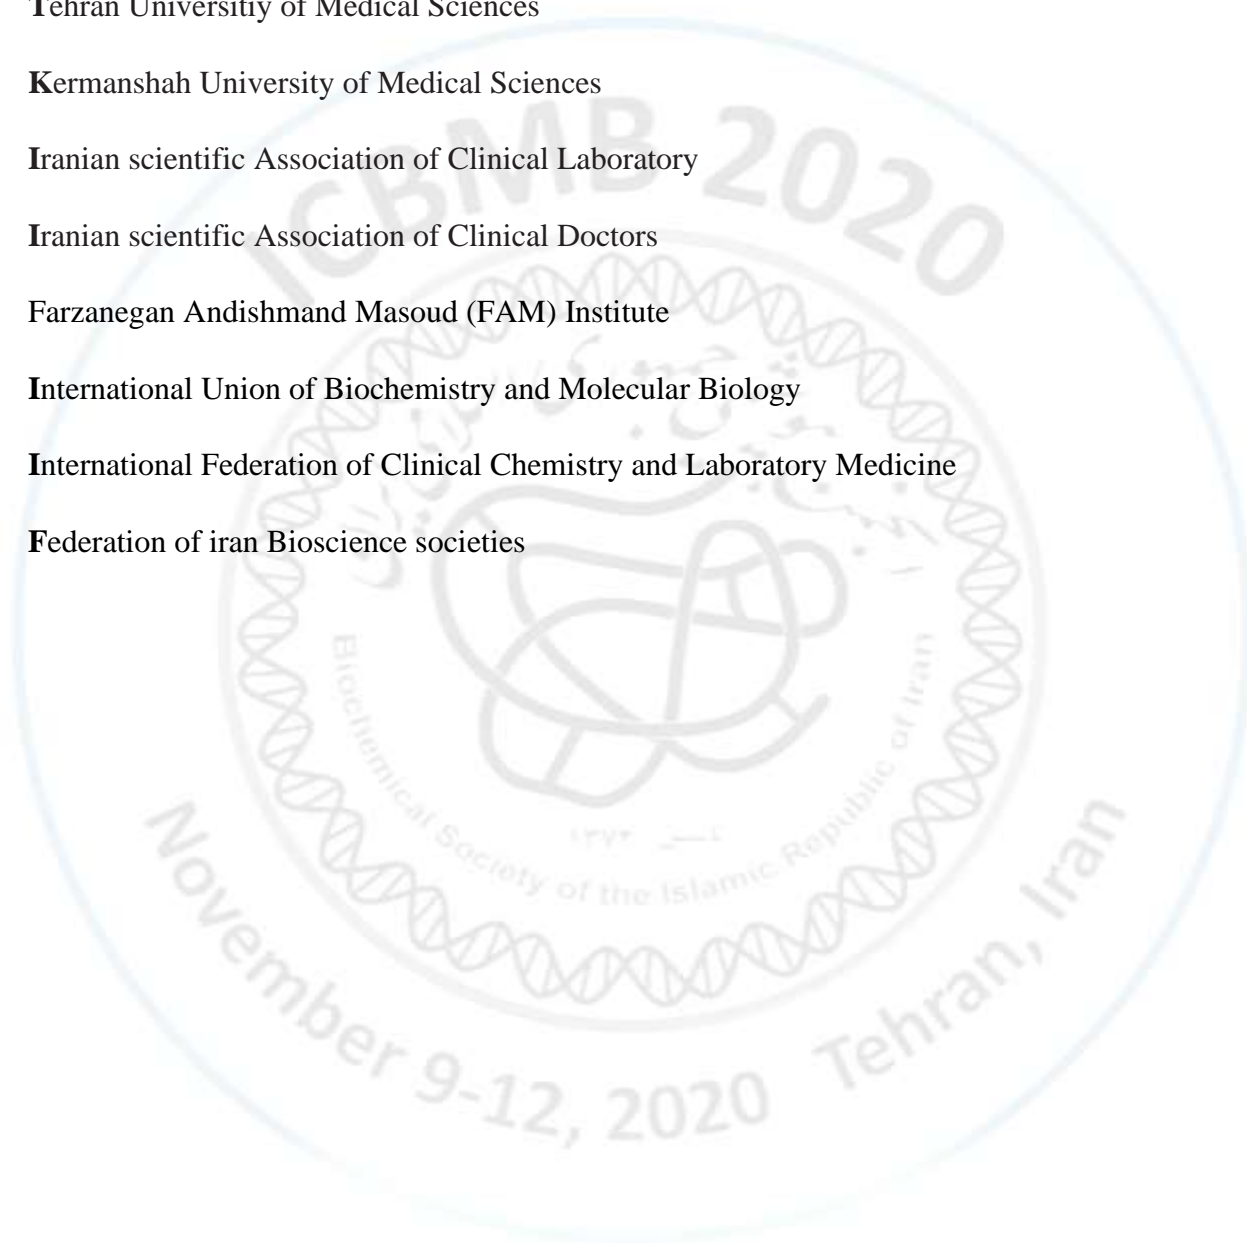 Tehran Universitiy of Medical Sciences
Kermanshah University of Medical Sciences
ICBMB 2020
Iranian scientific Association of Clinical Laboratory
Iranian scientific Association of Clinical Doctors
Farzanegan Andishmand Masoud (FAM) Institute
International Union of Biochemistry and Molecular Biology
International Federation of Clinical Chemistry and Laboratory Medicine
Federation of iran Bioscience societies
Biochemical Society of the Islamic Republic of Iran
November 9-12, 2020 Tehran, Iran